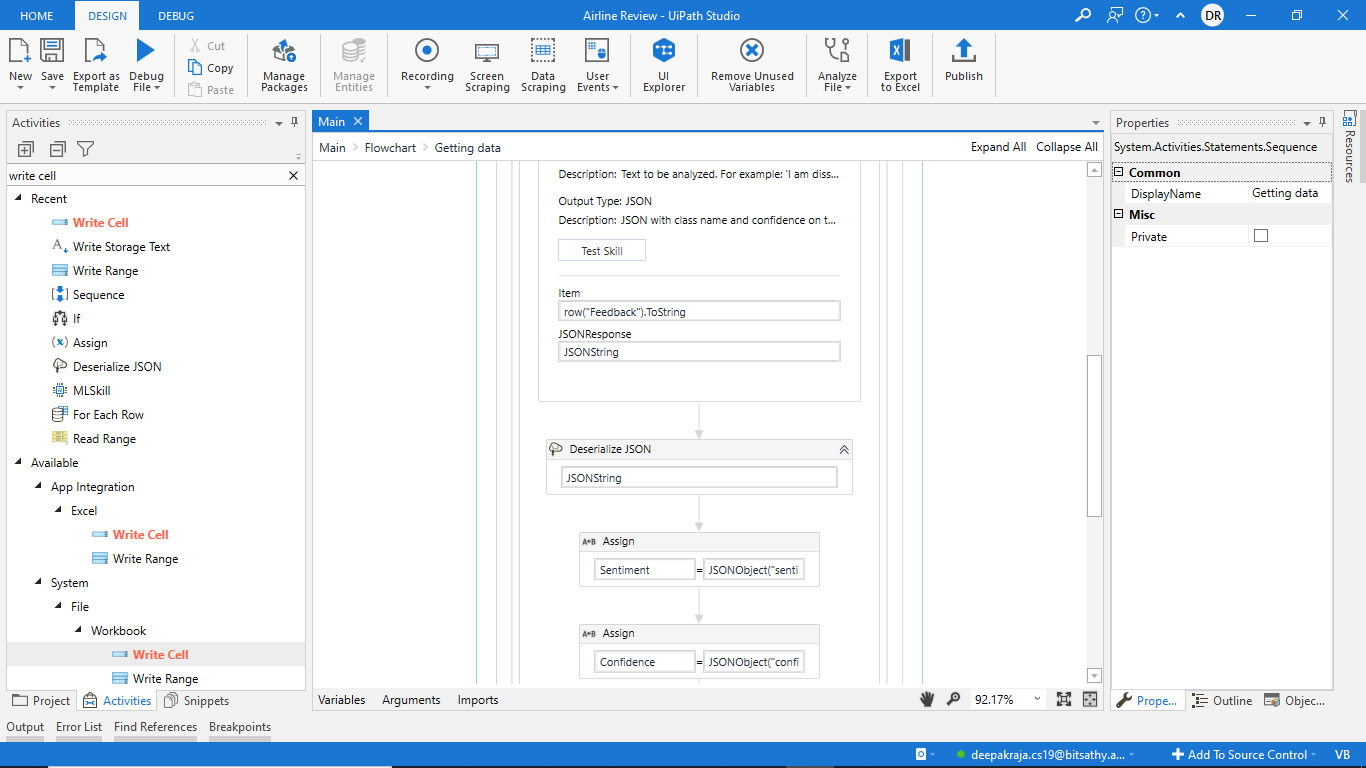 HOME DESIGN DEBUG Airline Review - UiPath Studio DR
New Save Export as Template Debug File Cut Copy Paste Manage Packages Manage Entities Recording Screen Scraping Data Scraping User Events UI Explorer Remove Unused Variables Analyze File Export to Excel Publish
Activities
write cell
Recent
Write Cell
Write Storage Text
Write Range
Sequence
If
Assign
Deserialize JSON
MLSkill
For Each Row
Read Range
Available
App Integration
Excel
Write Cell
Write Range
System
File
Workbook
Write Cell
Write Range
Project Activities Snippets
Main
Main Flowchart Getting data Expand All Collapse All
Description: Text to be analyzed. For example: 'I am diss...
Output Type: JSON
Description: JSON with class name and confidence on t...
Test Skill
Item
row("Feedback").ToString
JSONResponse
JSONString
Deserialize JSON
JSONString
A+B Assign
Sentiment = JSONObject("senti
A+B Assign
Confidence = JSONObject("confi
Variables Arguments Imports 92.17%
Properties
System.Activities.Statements.Sequence
Common
DisplayName Getting data
Misc
Private
Resources
Prope... Outline Objec...
Output Error List Find References Breakpoints
deepakraja.cs19@bitsathy.a... Add To Source Control VB